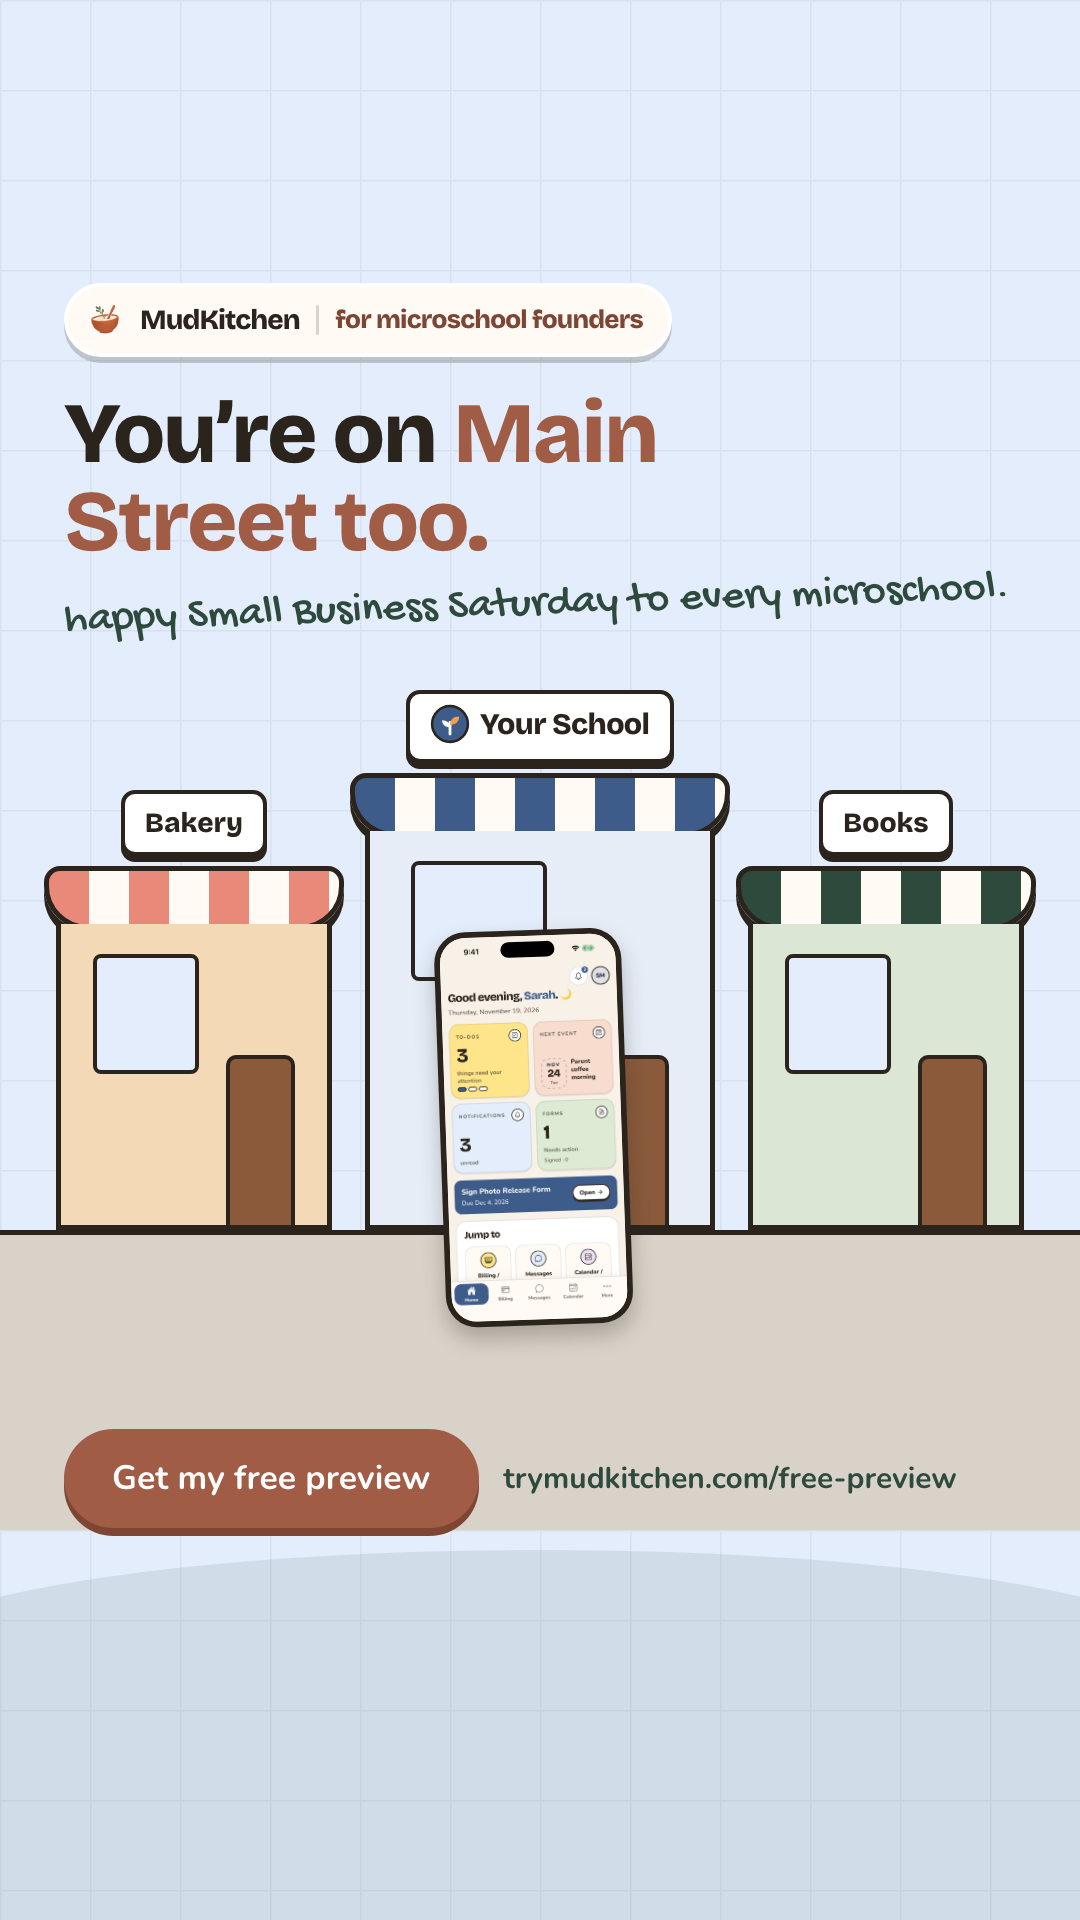 MudKitchen | for microschool founders
You're on Main
Street too.
happy Small Business Saturday to every microschool.
Your School
Bakery
Books
9:41
SM
Good evening, Sarah. 🌙
Thursday, November 19, 2026
TO-DOS
3
things need your
attention
NEXT EVENT
NOV
24
Tue
Parent
coffee
morning
NOTIFICATIONS
3
unread
FORMS
1
Needs action
Signed · 0
Sign Photo Release Form
Due Dec 4, 2026
Open →
Jump to
Billing /
Messages
Calendar /
Home
Billing
Messages
Calendar
More
Get my free preview
trymudkitchen.com/free-preview